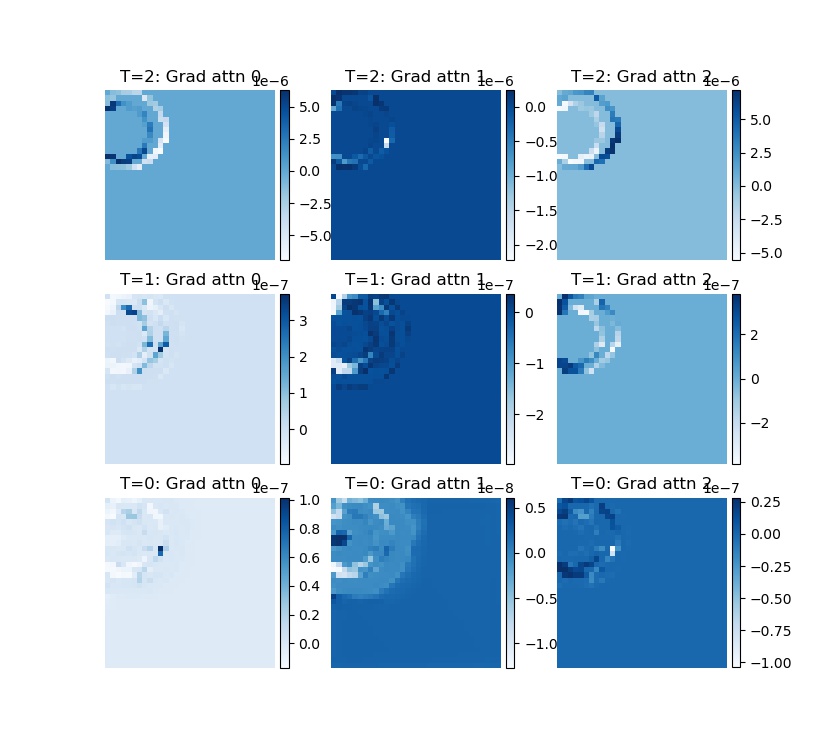 T=2: Grad attn 0
1e−6
5.0
2.5
0.0
−2.5
−5.0
T=2: Grad attn 1
1e−6
0.0
−0.5
−1.0
−1.5
−2.0
T=2: Grad attn 2
1e−6
5.0
2.5
0.0
−2.5
−5.0
T=1: Grad attn 0
1e−7
3
2
1
0
T=1: Grad attn 1
1e−7
0
−1
−2
T=1: Grad attn 2
1e−7
2
0
−2
T=0: Grad attn 0
1e−7
1.0
0.8
0.6
0.4
0.2
0.0
T=0: Grad attn 1
1e−8
0.5
0.0
−0.5
−1.0
T=0: Grad attn 2
1e−7
0.25
0.00
−0.25
−0.50
−0.75
−1.00